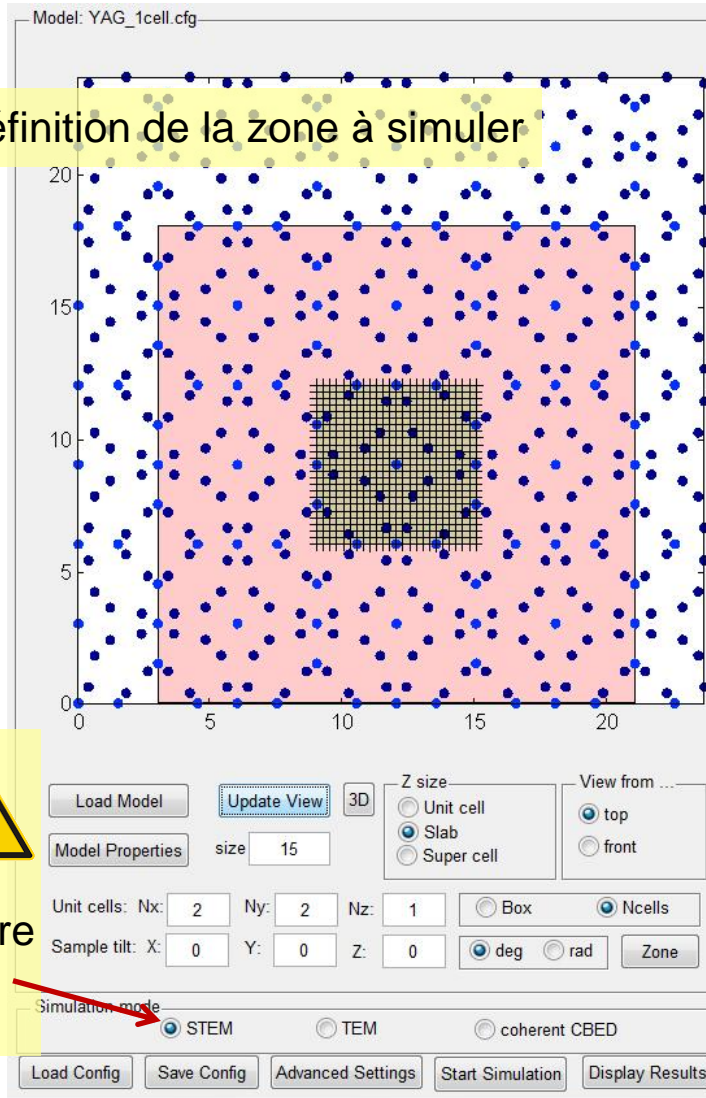 Model: YAG_1cell.cfg
éfinition de la zone à simuler
20
15
10
5
0
0 5 10 15 20
Z size
View from ...
Load Model
Update View
3D
Unit cell
top
Model Properties
size 15
Slab
front
Super cell
Unit cells: Nx: 2 Ny: 2 Nz: 1
Box
Ncells
re
Sample tilt: X: 0 Y: 0 Z: 0
deg
rad
Zone
Simulation mode
STEM
TEM
coherent CBED
Load Config
Save Config
Advanced Settings
Start Simulation
Display Results